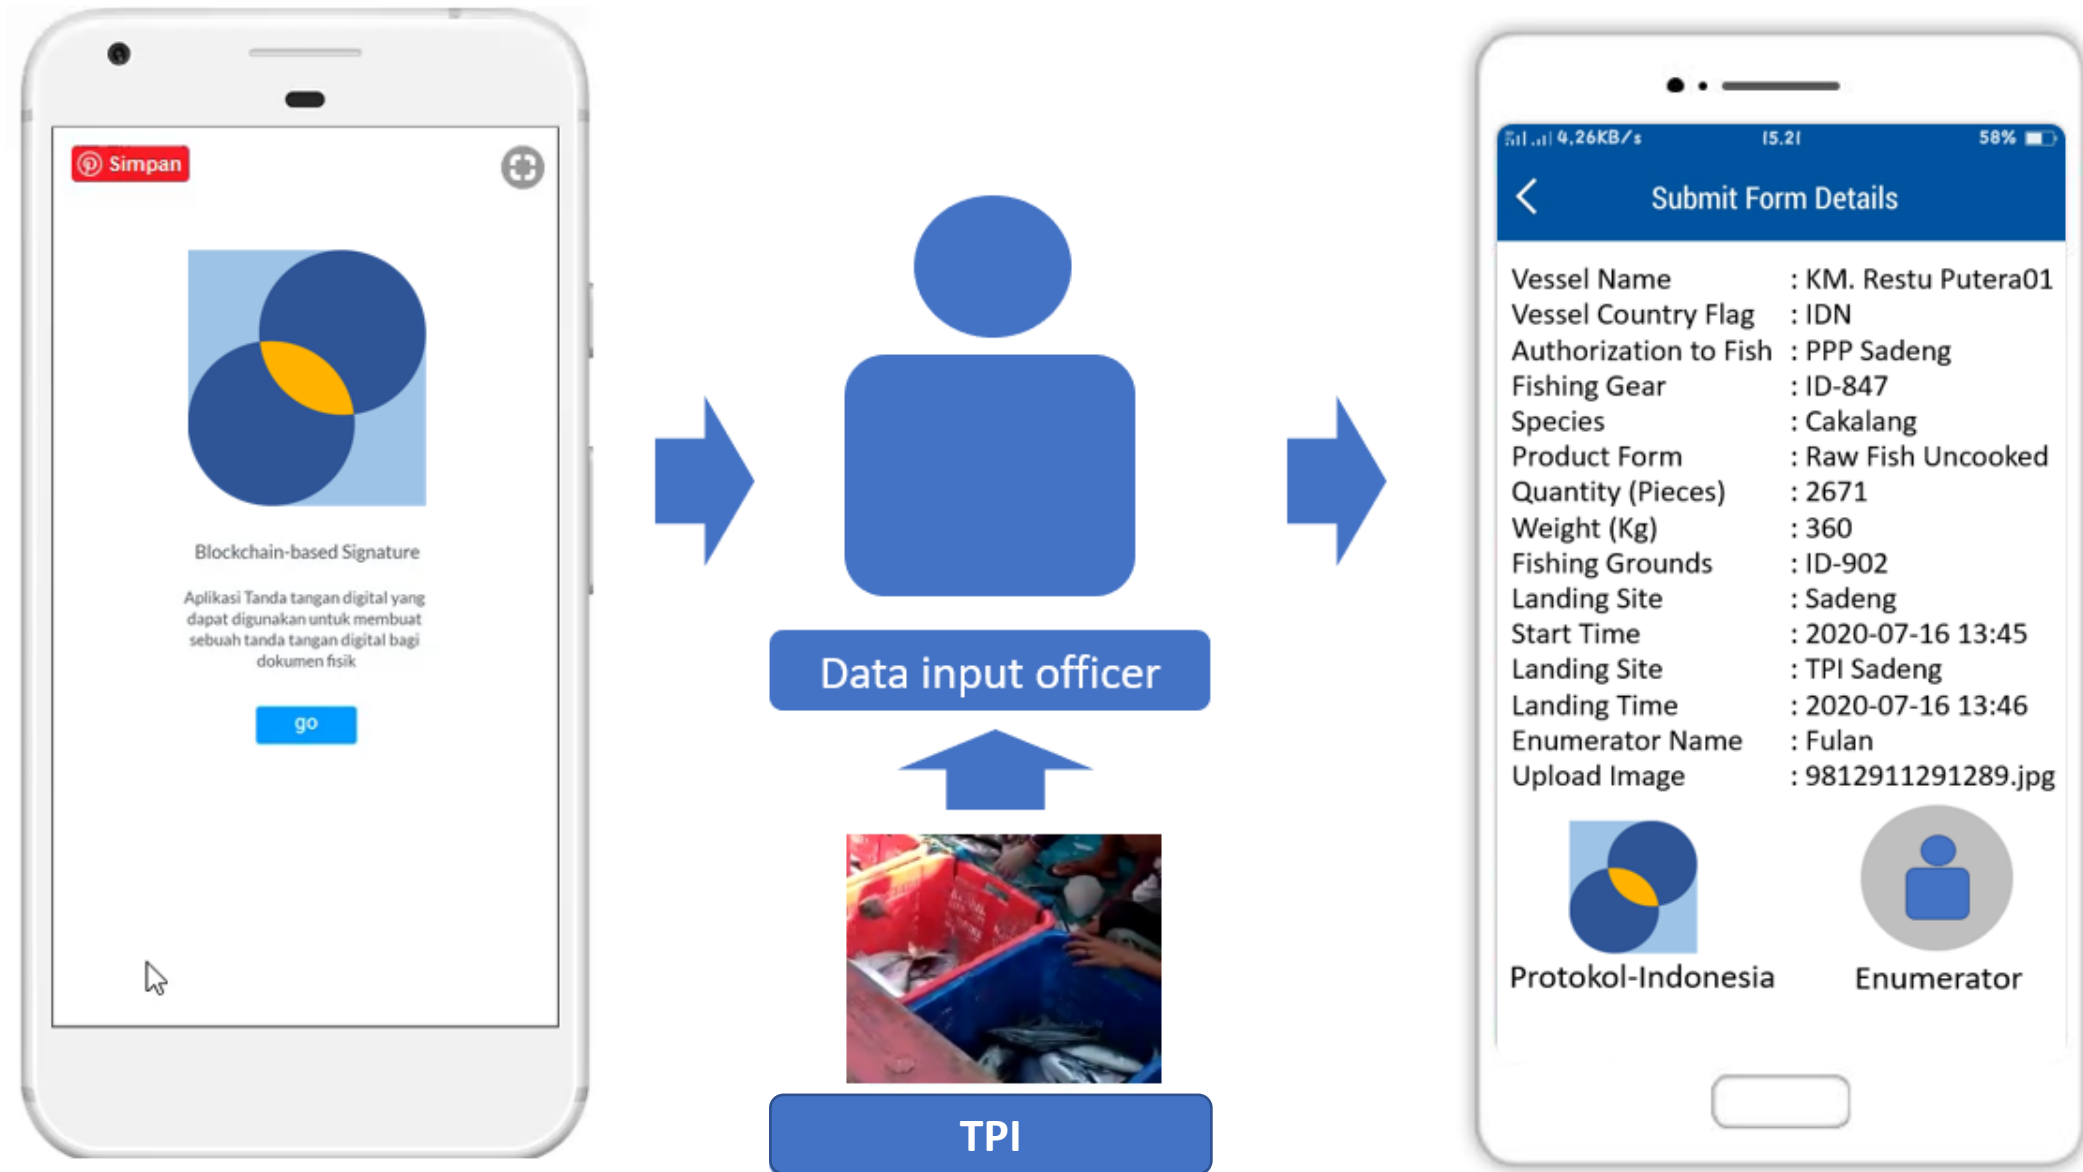 Simpan
Blockchain-based Signature
Aplikasi Tanda tangan digital yang
dapat digunakan untuk membuat
sebuah tanda tangan digital bagi
dokumen fisik
go
Data input officer
TPI
4,26KB/s 15.21 58%
Submit Form Details
Vessel Name : KM. Restu Putera01
Vessel Country Flag : IDN
Authorization to Fish : PPP Sadeng
Fishing Gear : ID-847
Species : Cakalang
Product Form : Raw Fish Uncooked
Quantity (Pieces) : 2671
Weight (Kg) : 360
Fishing Grounds : ID-902
Landing Site : Sadeng
Start Time : 2020-07-16 13:45
Landing Site : TPI Sadeng
Landing Time : 2020-07-16 13:46
Enumerator Name : Fulan
Upload Image : 9812911291289.jpg
Protokol-Indonesia Enumerator